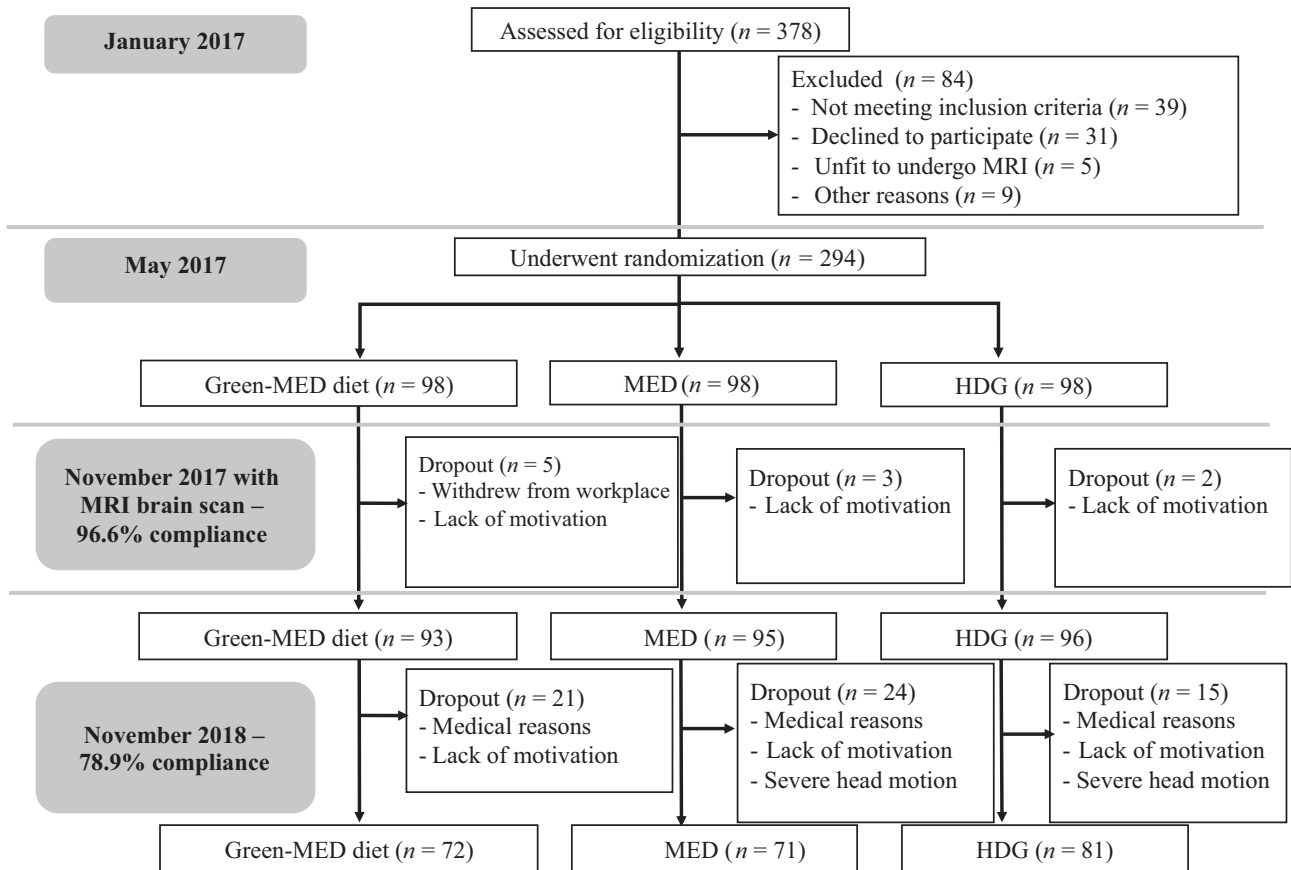 January 2017
Assessed for eligibility (n = 378)
Excluded (n = 84)
- Not meeting inclusion criteria (n = 39)
- Declined to participate (n = 31)
- Unfit to undergo MRI (n = 5)
- Other reasons (n = 9)
May 2017
Underwent randomization (n = 294)
Green-MED diet (n = 98)
MED (n = 98)
HDG (n = 98)
November 2017 with
MRI brain scan –
96.6% compliance
Dropout (n = 5)
- Withdrew from workplace
- Lack of motivation
Dropout (n = 3)
- Lack of motivation
Dropout (n = 2)
- Lack of motivation
Green-MED diet (n = 93)
MED (n = 95)
HDG (n = 96)
November 2018 –
78.9% compliance
Dropout (n = 21)
- Medical reasons
- Lack of motivation
Dropout (n = 24)
- Medical reasons
- Lack of motivation
- Severe head motion
Dropout (n = 15)
- Medical reasons
- Lack of motivation
- Severe head motion
Green-MED diet (n = 72)
MED (n = 71)
HDG (n = 81)